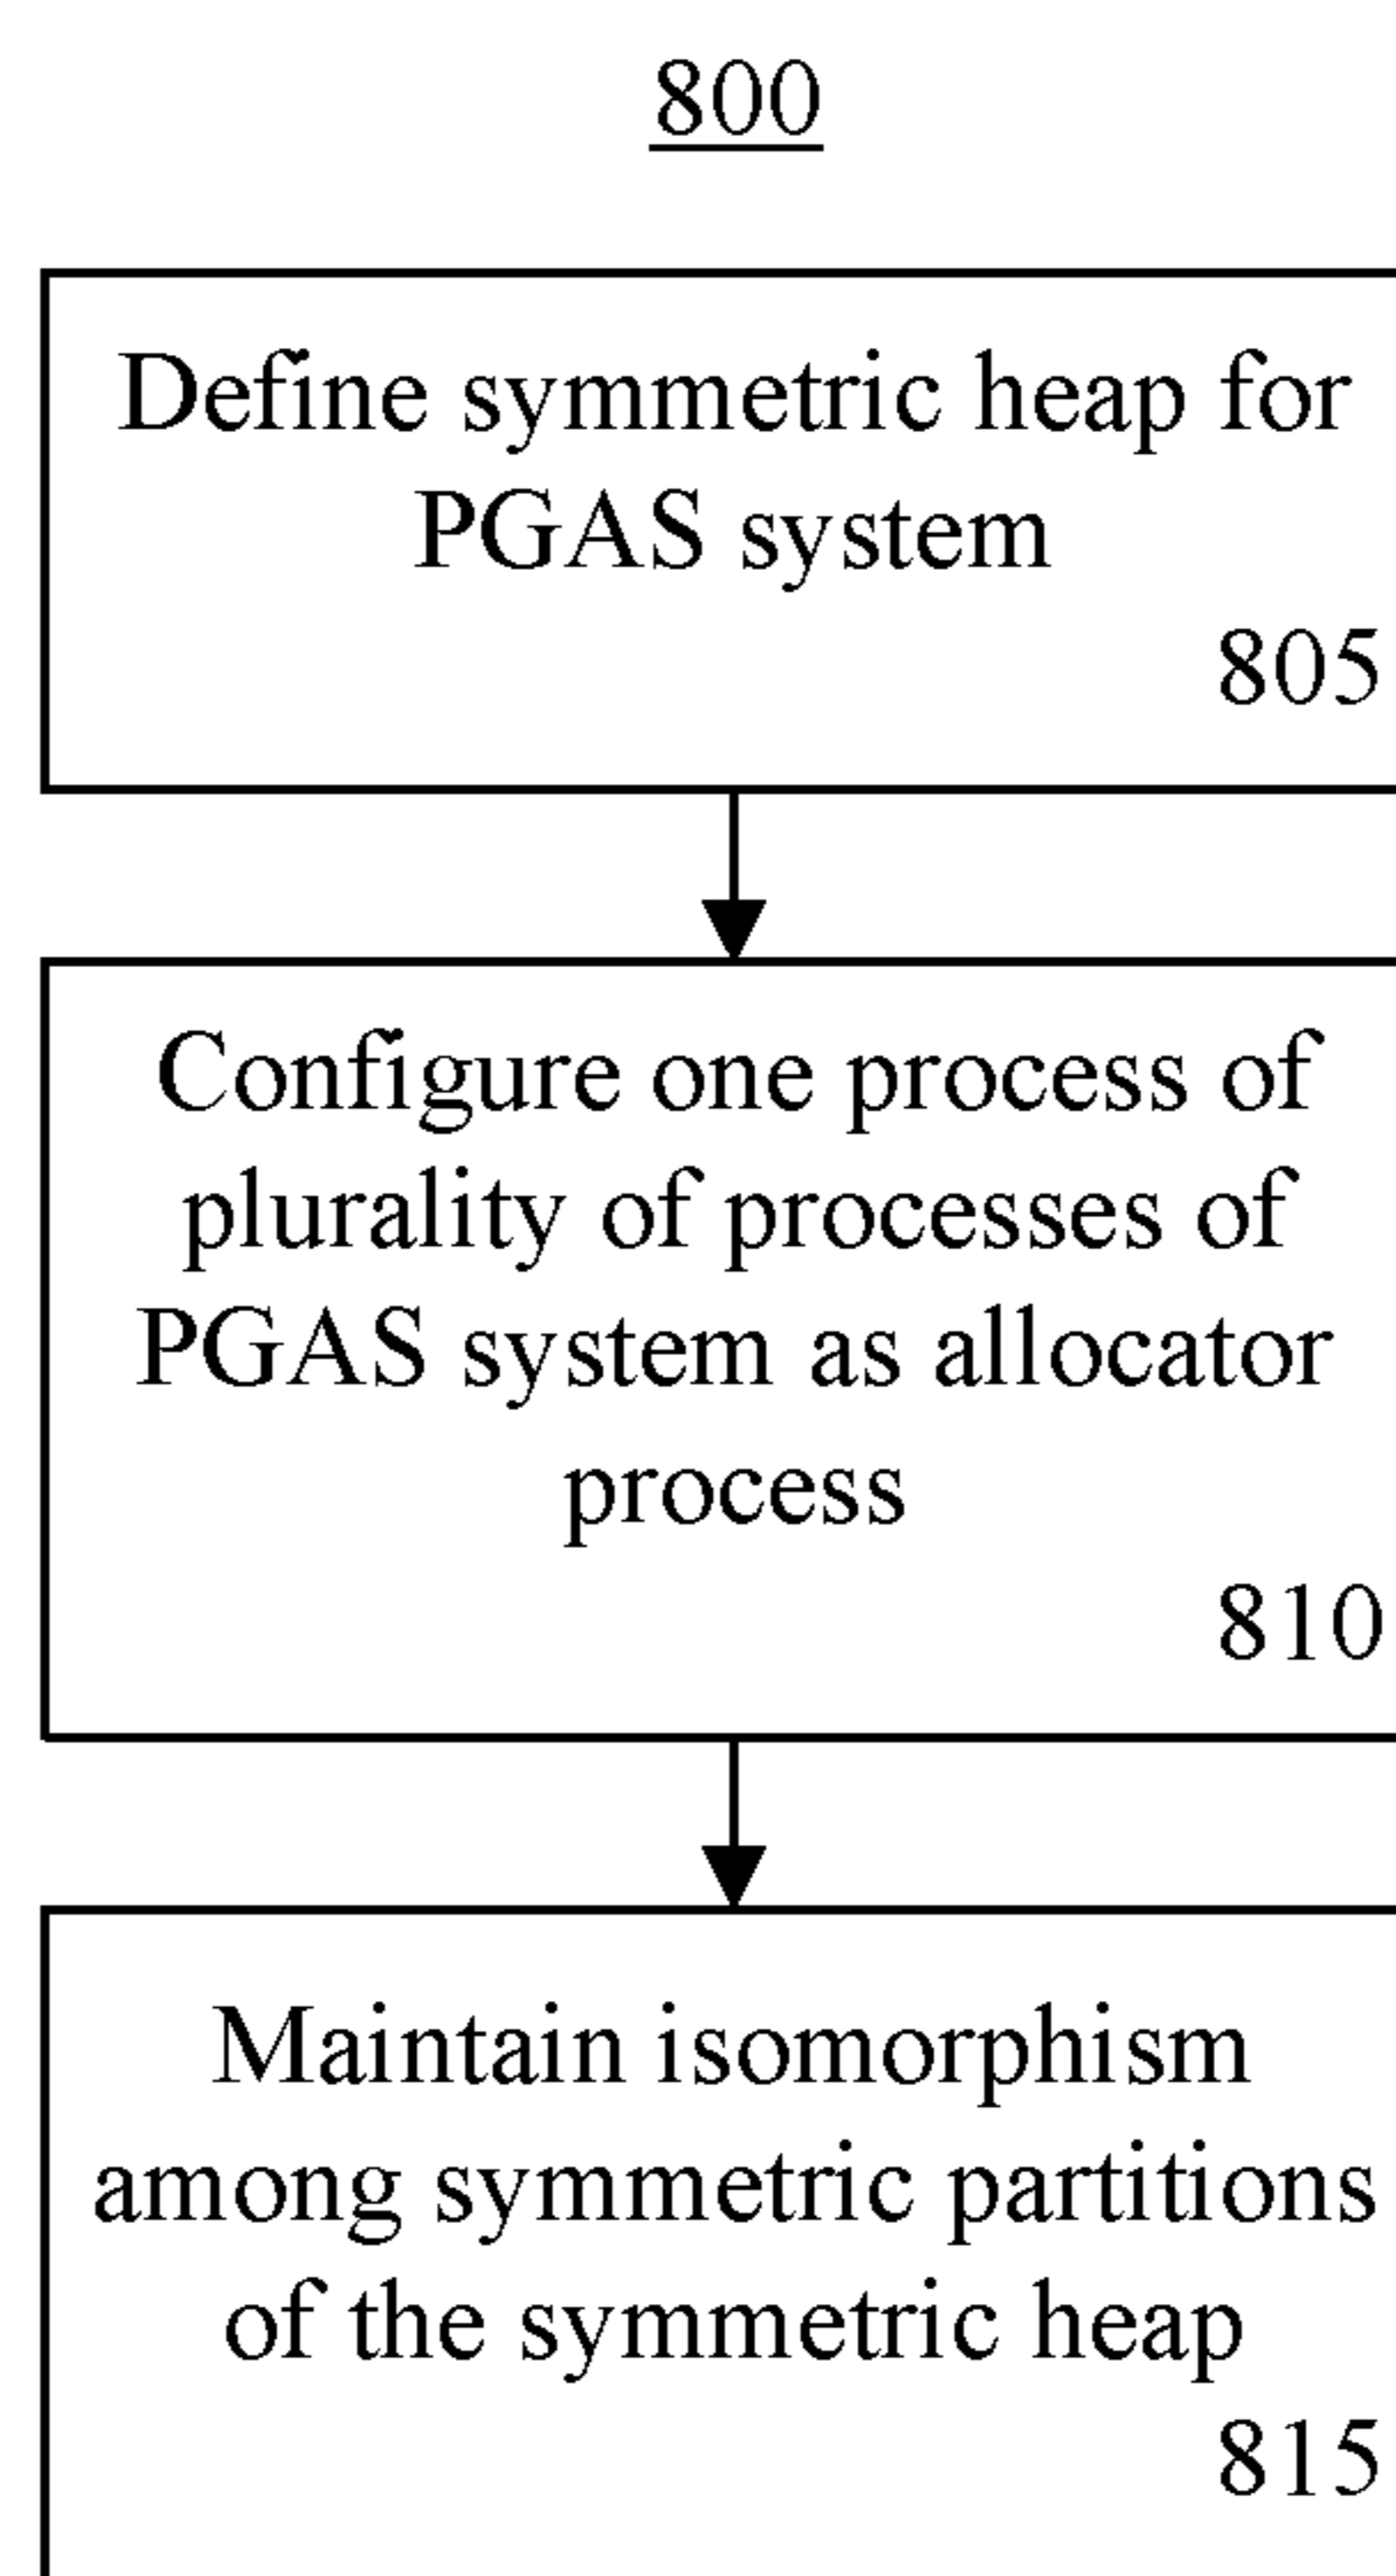 800
Define symmetric heap for
PGAS system
805
Configure one process of
plurality of processes of
PGAS system as allocator
process
810
Maintain isomorphism
among symmetric partitions
of the symmetric heap
815